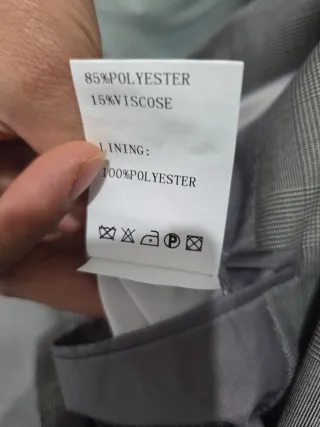 85%POLYESTER
15%VISCOSE
LINING:
100%POLYESTER
P